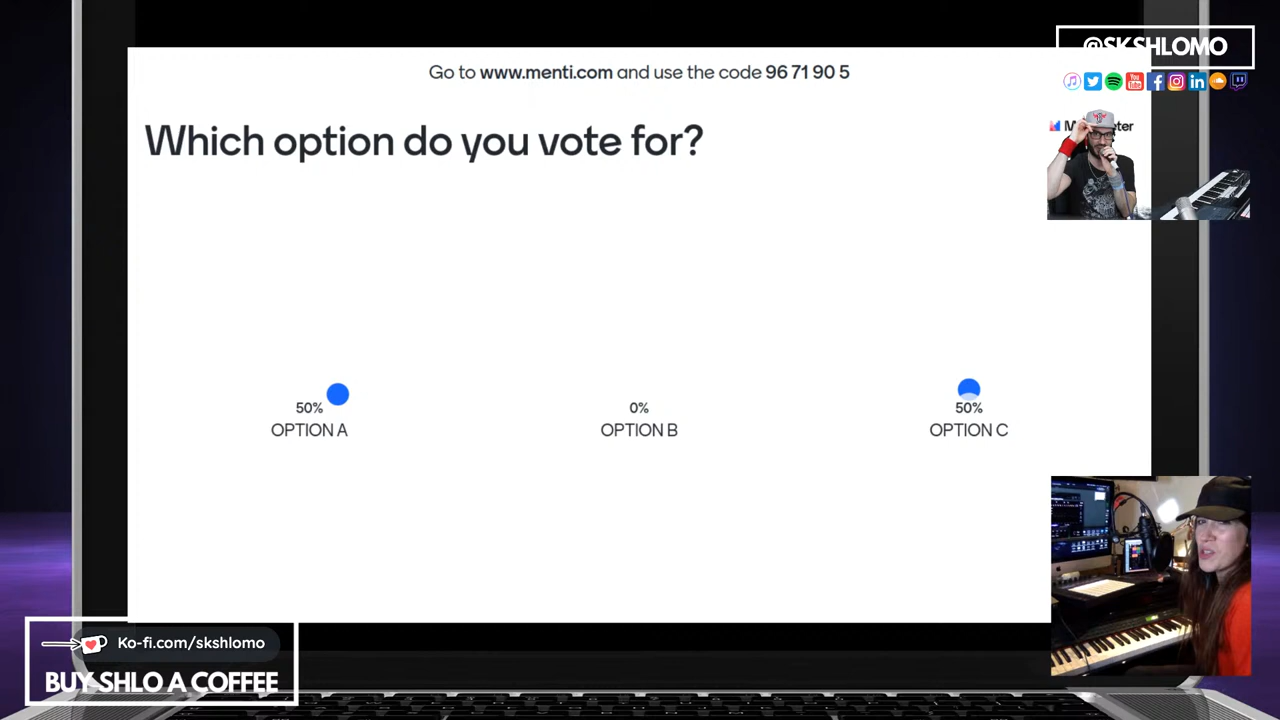 @SKSHLOMO
Go to www.menti.com and use the code 96 71 90 5
Which option do you vote for?
50%
OPTION A
0%
OPTION B
50%
OPTION C
Ko-fi.com/skshlomo
BUY SHLO A COFFEE